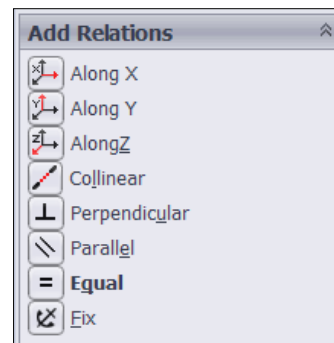 Add Relations
Along X
Along Y
AlongZ
Collinear
Perpendicular
Parallel
Equal
Fix